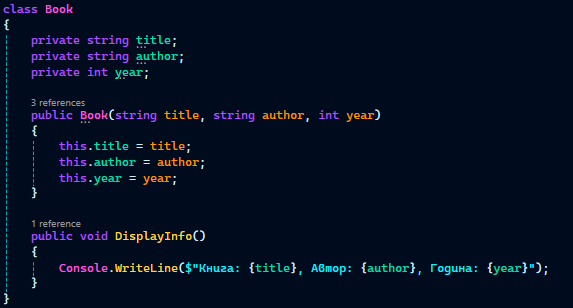 class Book
{
    private string title;
    private string author;
    private int year;
    3 references
    public Book(string title, string author, int year)
    {
        this.title = title;
        this.author = author;
        this.year = year;
    }
    1 reference
    public void DisplayInfo()
    {
        Console.WriteLine($"Книга: {title}, Автор: {author}, Година: {year}");
    }
}